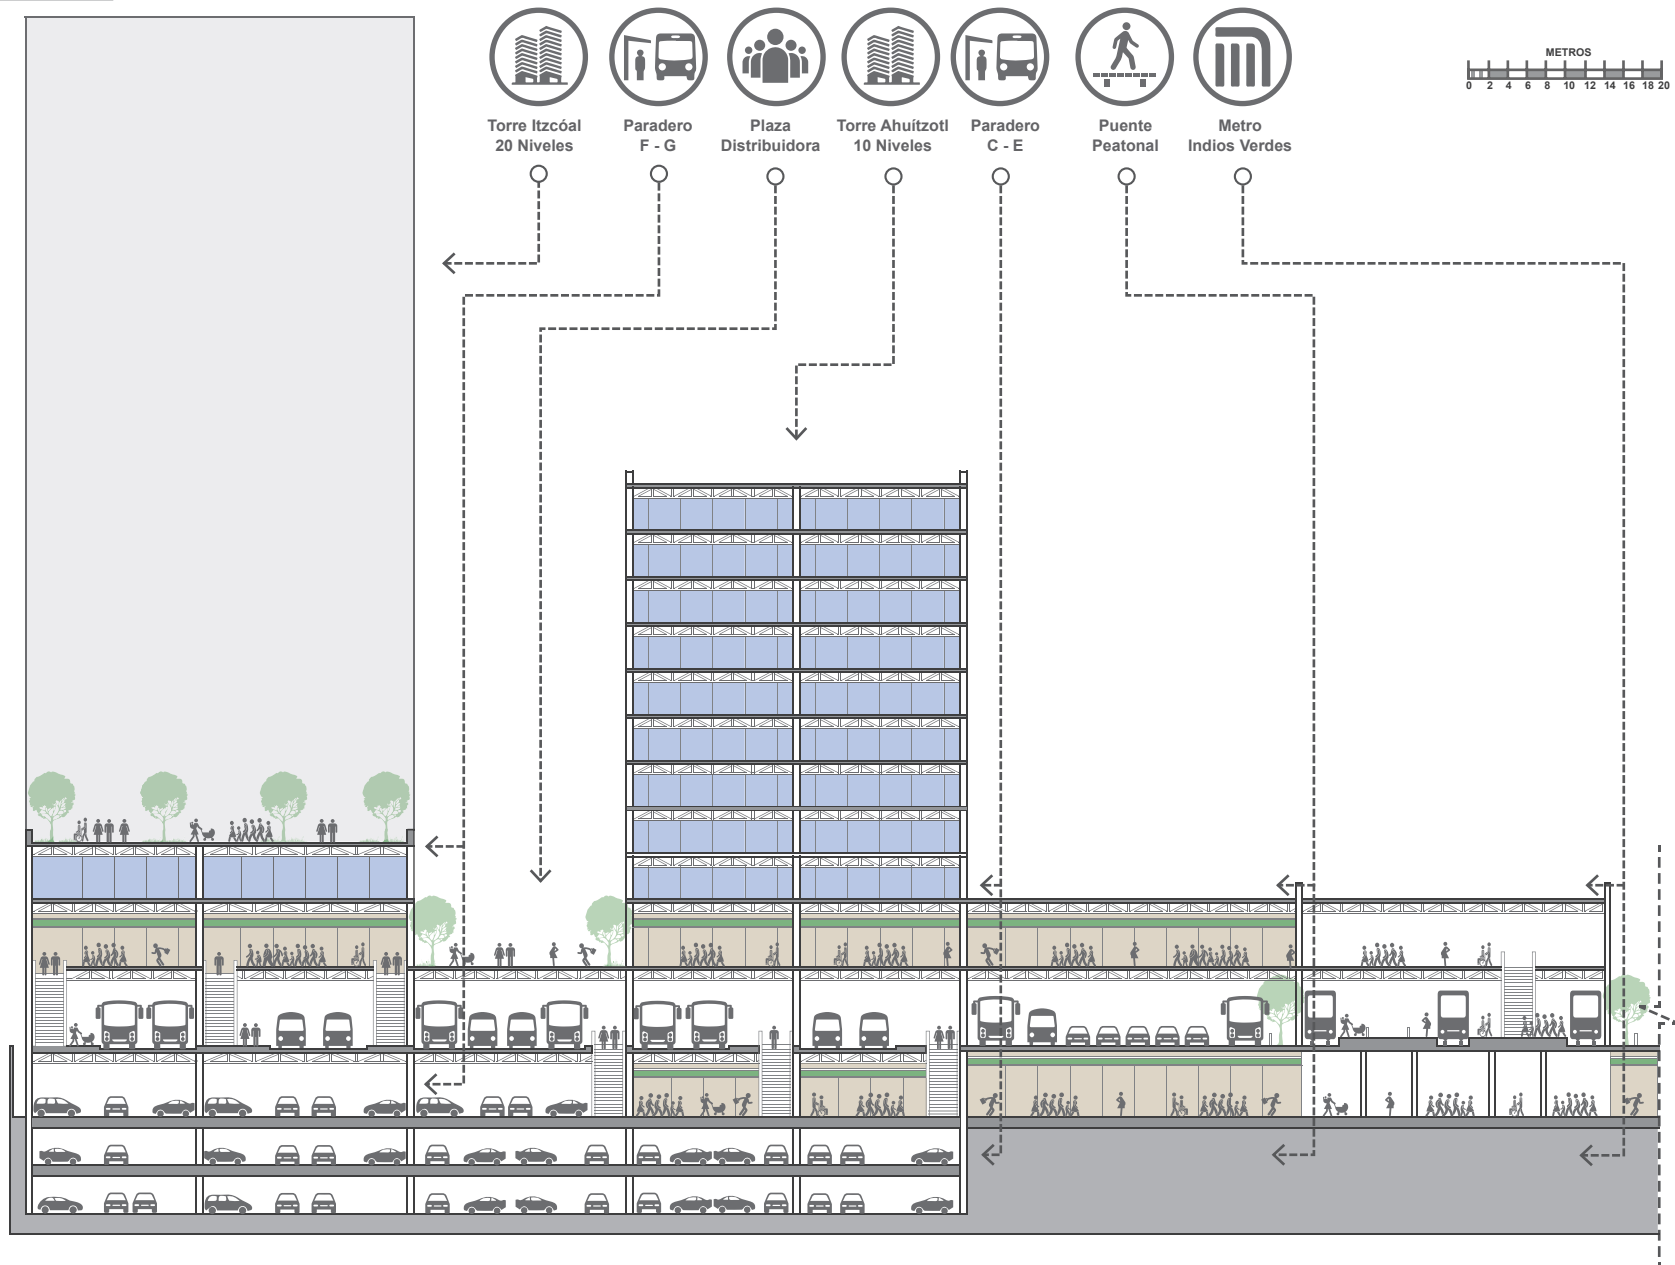 METROS
0 2 4 6 8 10 12 14 16 18 20
Torre Itzcóal
20 Niveles
Paradero
F - G
Plaza
Distribuidora
Torre Ahuítzotl
10 Niveles
Paradero
C - E
Puente
Peatonal
Metro
Indios Verdes